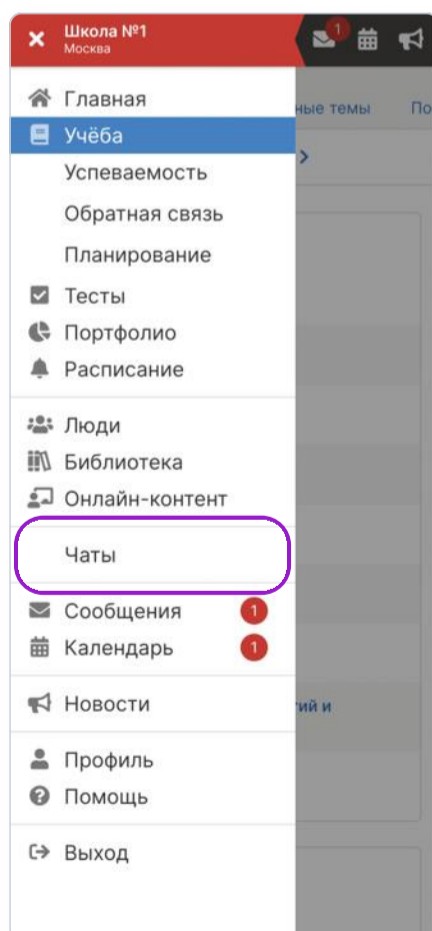 Школа №1
Москва
1
Главная
ные темы
По
Учёба
Успеваемость
Обратная связь
Планирование
Тесты
Портфолио
Расписание
Люди
Библиотека
Онлайн-контент
Чаты
Сообщения 1
Календарь 1
Новости
гий и
Профиль
Помощь
Выход